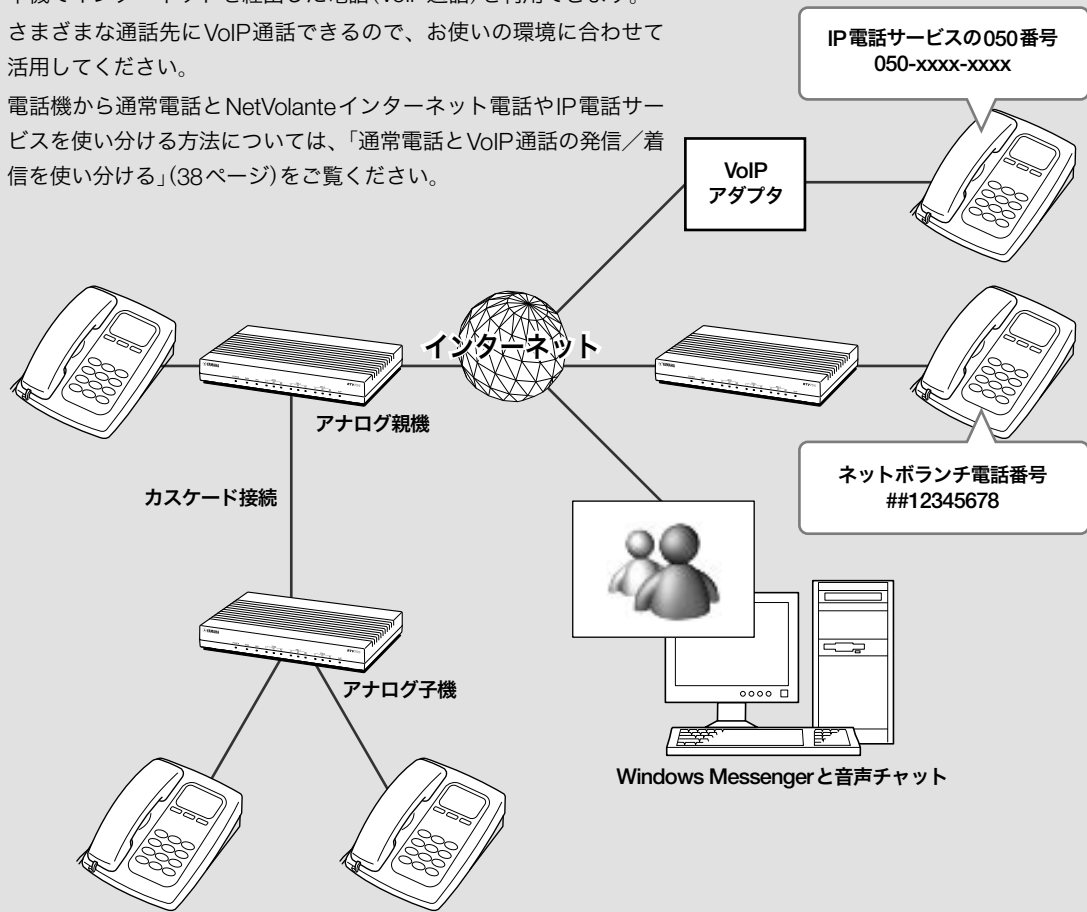 さまざまな通話先にVoIP通話できるので、お使いの環境に合わせて
活用してください。
電話機から通常電話とNetVolanteインターネット電話やIP電話サー
ビスを使い分ける方法については、「通常電話とVoIP通話の発信／着
信を使い分ける」(38ページ)をご覧ください。
IP電話サービスの050番号
050-xxxx-xxxx
VoIP
アダプタ
インターネット
アナログ親機
カスケード接続
ネットボランチ電話番号
##12345678
アナログ子機
Windows Messengerと音声チャット